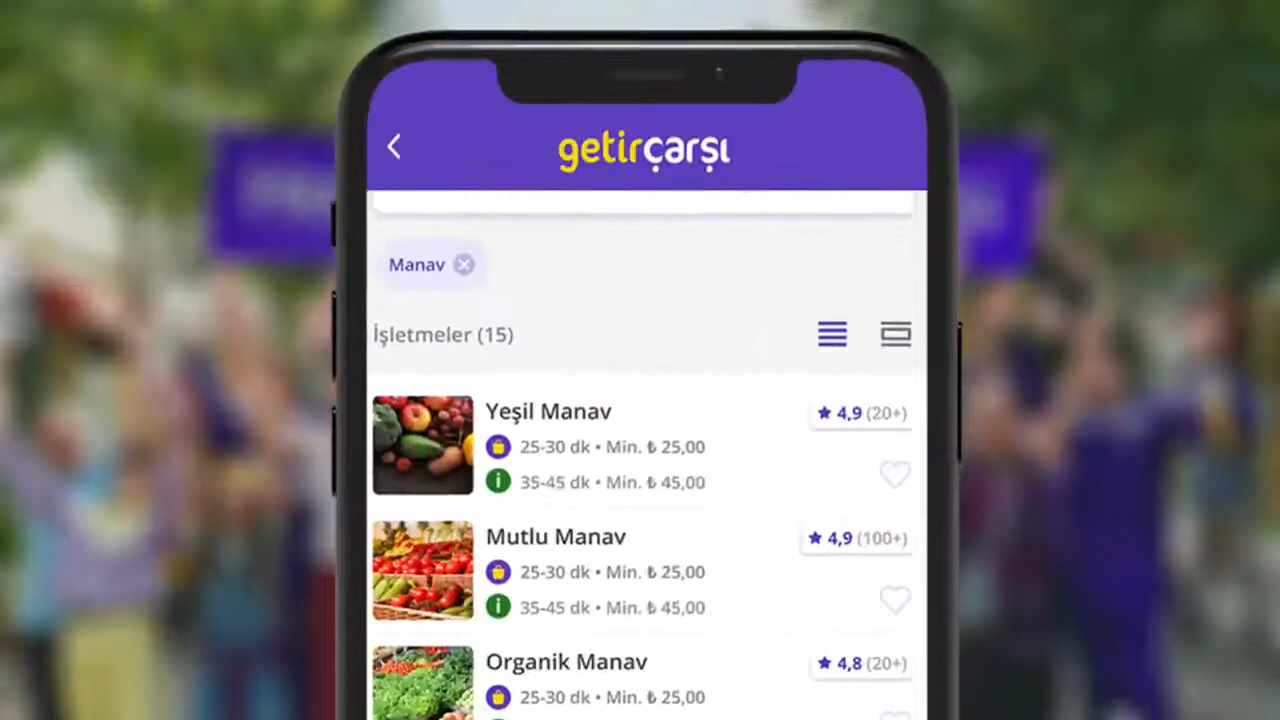 getirçarşı
Manav
İşletmeler (15)
Yeşil Manav
4,9 (20+)
25-30 dk • Min. ₺ 25,00
35-45 dk • Min. ₺ 45,00
Mutlu Manav
4,9 (100+)
25-30 dk • Min. ₺ 25,00
35-45 dk • Min. ₺ 45,00
Organik Manav
4,8 (20+)
25-30 dk • Min. ₺ 25,00